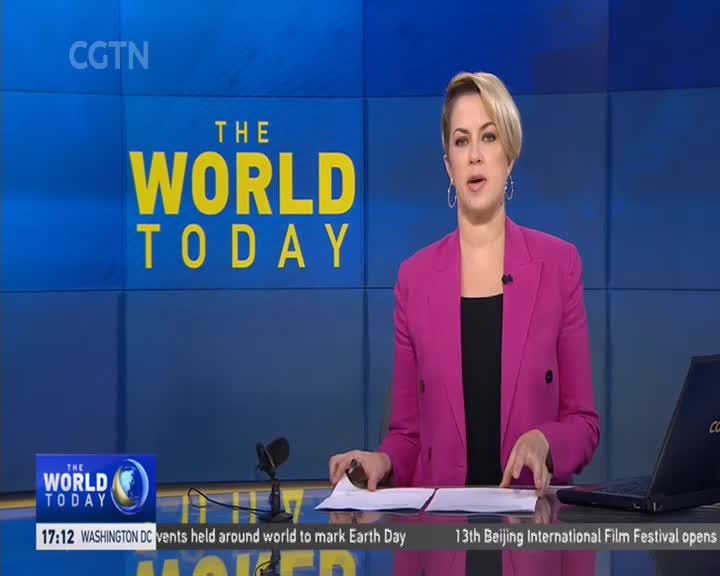 CGTN
THE
WORLD
TODAY
THE
WORLD
TODAY
17:12 WASHINGTON DC
vents held around world to mark Earth Day 13th Beijing International Film Festival opens